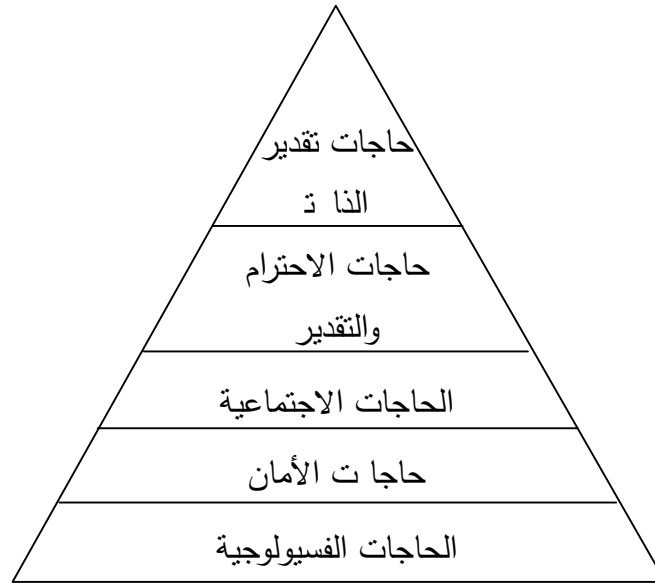 حاجات تقدير
الذا ت
حاجات الاحترام
والتقدير
الحاجات الاجتماعية
حاجا ت الأمان
الحاجات الفسيولوجية